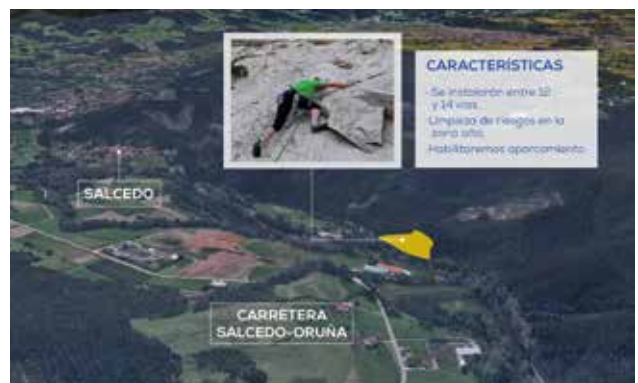 CARACTERÍSTICAS
- Se instalarán entre 12
y 14 vías.
- Limpieza de riesgos en la
zona alta.
- Habilitaremos aparcamiento.
SALCEDO
CARRETERA
SALCEDO-ORUÑA